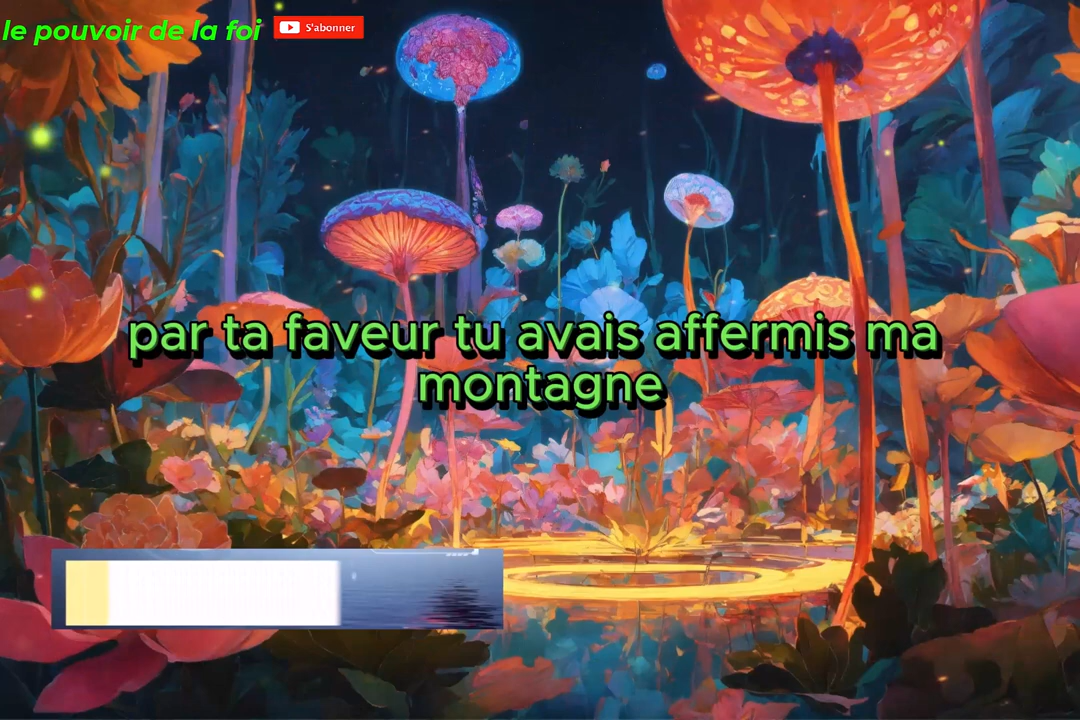 le pouvoir de la foi
S'abonner
par ta faveur tu avais affermis ma
montagne